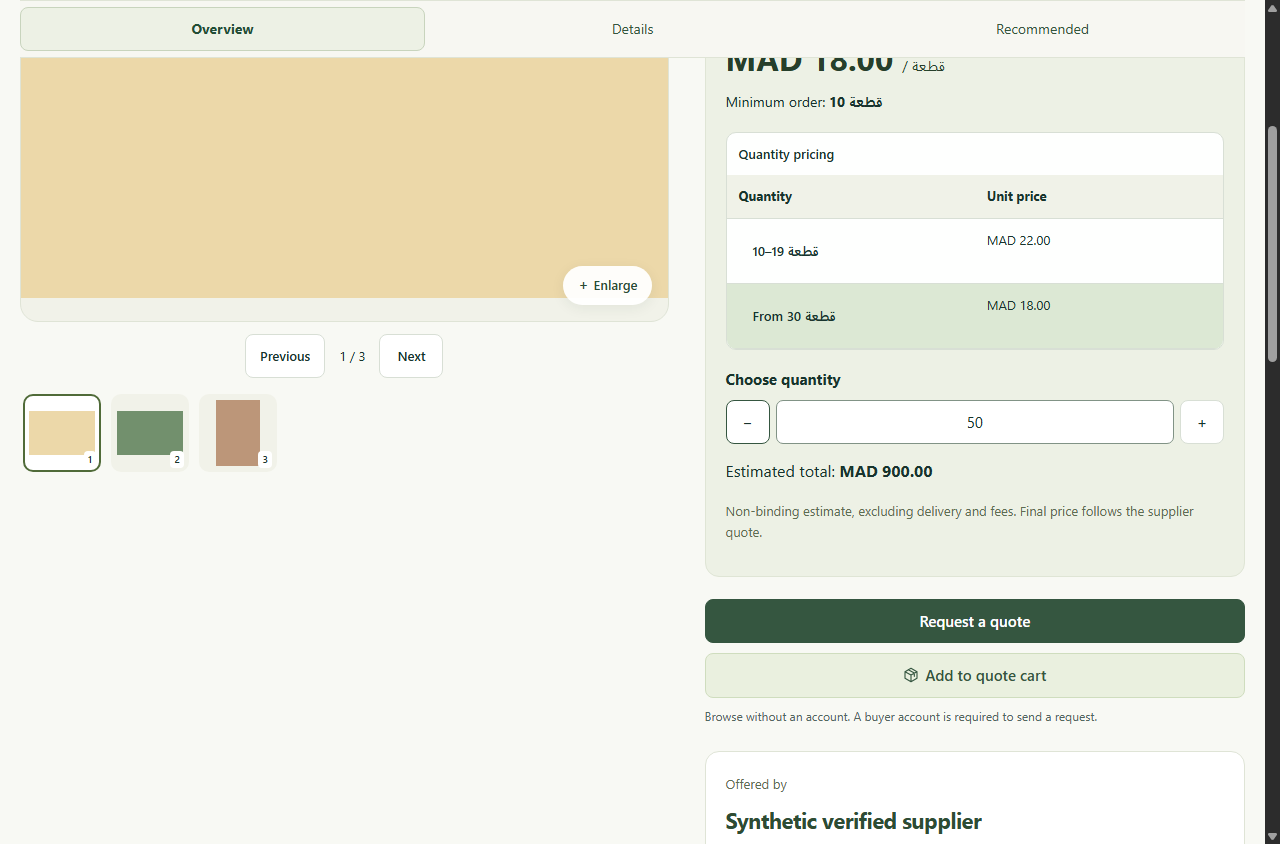 Overview
Details
Recommended
MAD 18.00 / قطعة
Minimum order: 10 قطعة
Quantity pricing
Quantity Unit price
10–19 قطعة MAD 22.00
From 30 قطعة MAD 18.00
+ Enlarge
Previous 1 / 3 Next
1
2
3
Choose quantity
− 50 +
Estimated total: MAD 900.00
Non-binding estimate, excluding delivery and fees. Final price follows the supplier
quote.
Request a quote
Add to quote cart
Browse without an account. A buyer account is required to send a request.
Offered by
Synthetic verified supplier